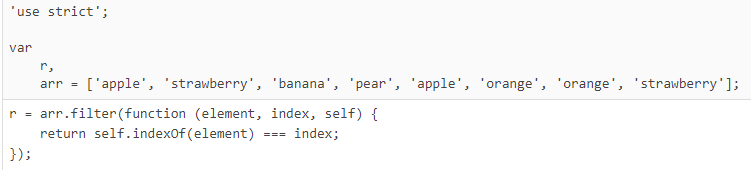 'use strict';
var
r,
arr = ['apple', 'strawberry', 'banana', 'pear', 'apple', 'orange', 'orange', 'strawberry'];
r = arr.filter(function (element, index, self) {
return self.indexOf(element) === index;
});